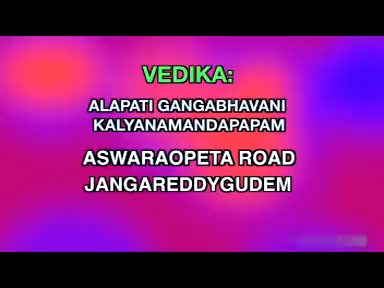 VEDIKA:
ALAPATI GANGABHAVANI
KALYANAMANDAPAPAM
ASWARAOPETA ROAD
JANGAREDDYGUDEM